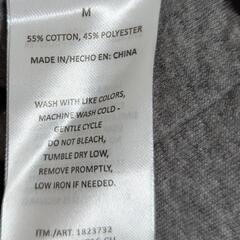 M
55% COTTON, 45% POLYESTER
MADE IN/HECHO EN: CHINA
WASH WITH LIKE COLORS,
MACHINE WASH COLD -
GENTLE CYCLE
DO NOT BLEACH,
TUMBLE DRY LOW,
REMOVE PROMPTLY,
LOW IRON IF NEEDED.
ITM./ART. 1823732